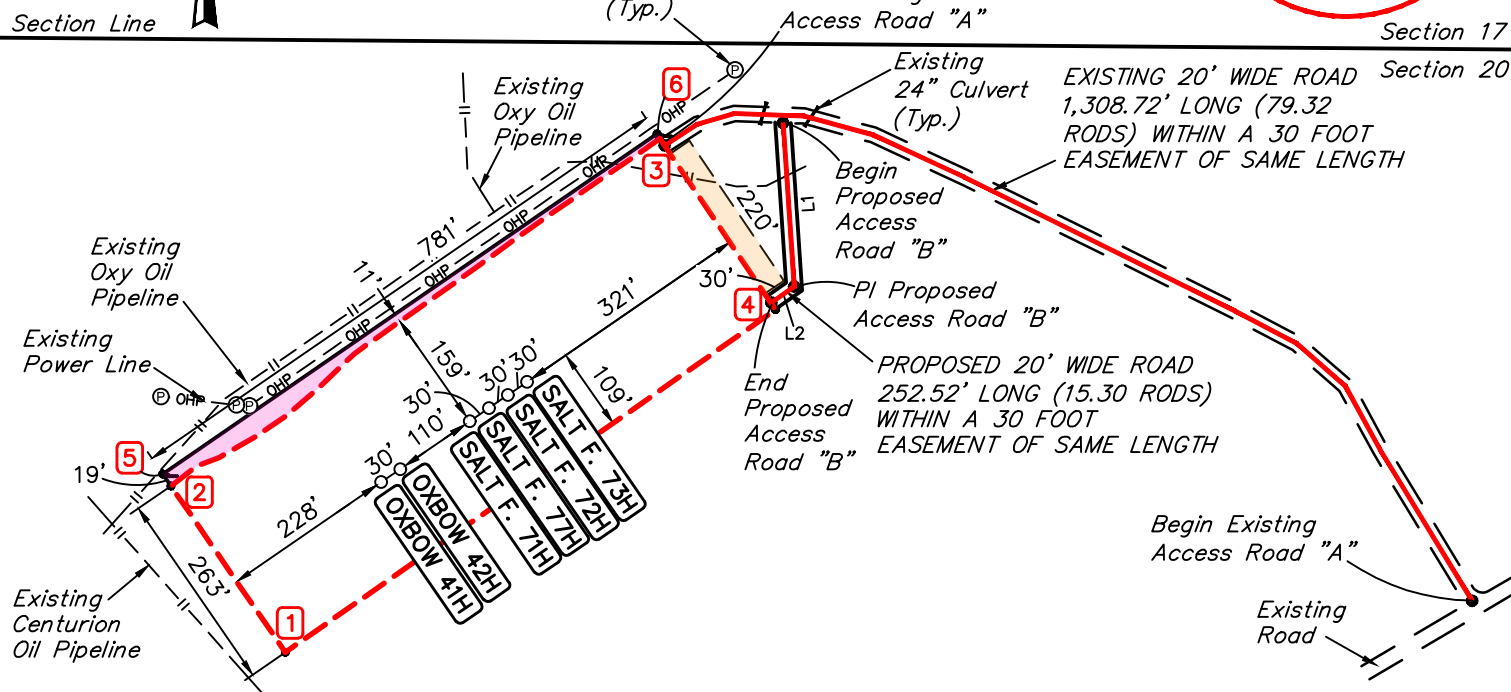 (Typ.)
Access Road "A"
Section Line
Section 17
Section 20
6
Existing
24" Culvert
(Typ.)
EXISTING 20' WIDE ROAD
1,308.72' LONG (79.32
RODS) WITHIN A 30 FOOT
EASEMENT OF SAME LENGTH
Existing
Oxy Oil
Pipeline
P
OHP
OHP
3
Begin
Proposed
Access
Road "B"
220'
L1
OHP
781'
Existing
Oxy Oil
Pipeline
11'
OHP
321'
30'
4
PI Proposed
Access Road "B"
L2
Existing
Power Line
OHP
159'
30'
30'
30'
110'
109'
End
Proposed
Access
Road "B"
PROPOSED 20' WIDE ROAD
252.52' LONG (15.30 RODS)
WITHIN A 30 FOOT
EASEMENT OF SAME LENGTH
P
OHP
P
P
OHP
5
19'
2
30'
228'
OXBOW 41H
OXBOW 42H
SALT F. 71H
SALT F. 77H
SALT F. 72H
SALT F. 73H
263'
1
Begin Existing
Access Road "A"
Existing
Centurion
Oil Pipeline
Existing
Road